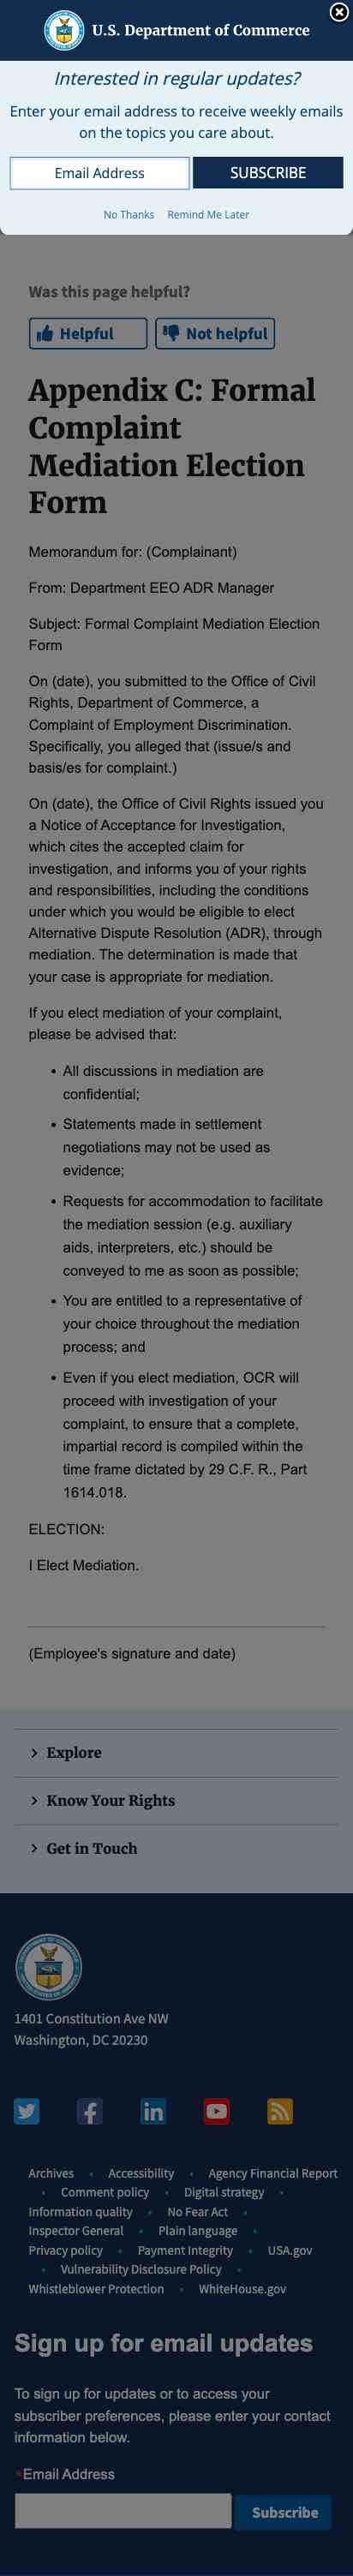 U.S. Department of Commerce
Interested in regular updates?
Enter your email address to receive weekly emails
on the topics you care about.
Email Address SUBSCRIBE
No Thanks Remind Me Later
Was this page helpful?
Helpful Not helpful
Appendix C: Formal
Complaint
Mediation Election
Form
Memorandum for: (Complainant)
From: Department EEO ADR Manager
Subject: Formal Complaint Mediation Election
Form
On (date), you submitted to the Office of Civil
Rights, Department of Commerce, a
Complaint of Employment Discrimination.
Specifically, you alleged that (issue/s and
basis/es for complaint.)
On (date), the Office of Civil Rights issued you
a Notice of Acceptance for Investigation,
which cites the accepted claim for
investigation, and informs you of your rights
and responsibilities, including the conditions
under which you would be eligible to elect
Alternative Dispute Resolution (ADR), through
mediation. The determination is made that
your case is appropriate for mediation.
If you elect mediation of your complaint,
please be advised that:
• All discussions in mediation are
confidential;
• Statements made in settlement
negotiations may not be used as
evidence;
• Requests for accommodation to facilitate
the mediation session (e.g. auxiliary
aids, interpreters, etc.) should be
conveyed to me as soon as possible;
• You are entitled to a representative of
your choice throughout the mediation
process; and
• Even if you elect mediation, OCR will
proceed with investigation of your
complaint, to ensure that a complete,
impartial record is compiled within the
time frame dictated by 29 C.F. R., Part
1614.018.
ELECTION:
I Elect Mediation.
(Employee's signature and date)
Explore
Know Your Rights
Get in Touch
1401 Constitution Ave NW
Washington, DC 20230
Archives • Accessibility • Agency Financial Report
• Comment policy • Digital strategy •
Information quality • No Fear Act •
Inspector General • Plain language •
Privacy policy • Payment Integrity • USA.gov
• Vulnerability Disclosure Policy •
Whistleblower Protection • WhiteHouse.gov
Sign up for email updates
To sign up for updates or to access your
subscriber preferences, please enter your contact
information below.
*Email Address
Subscribe